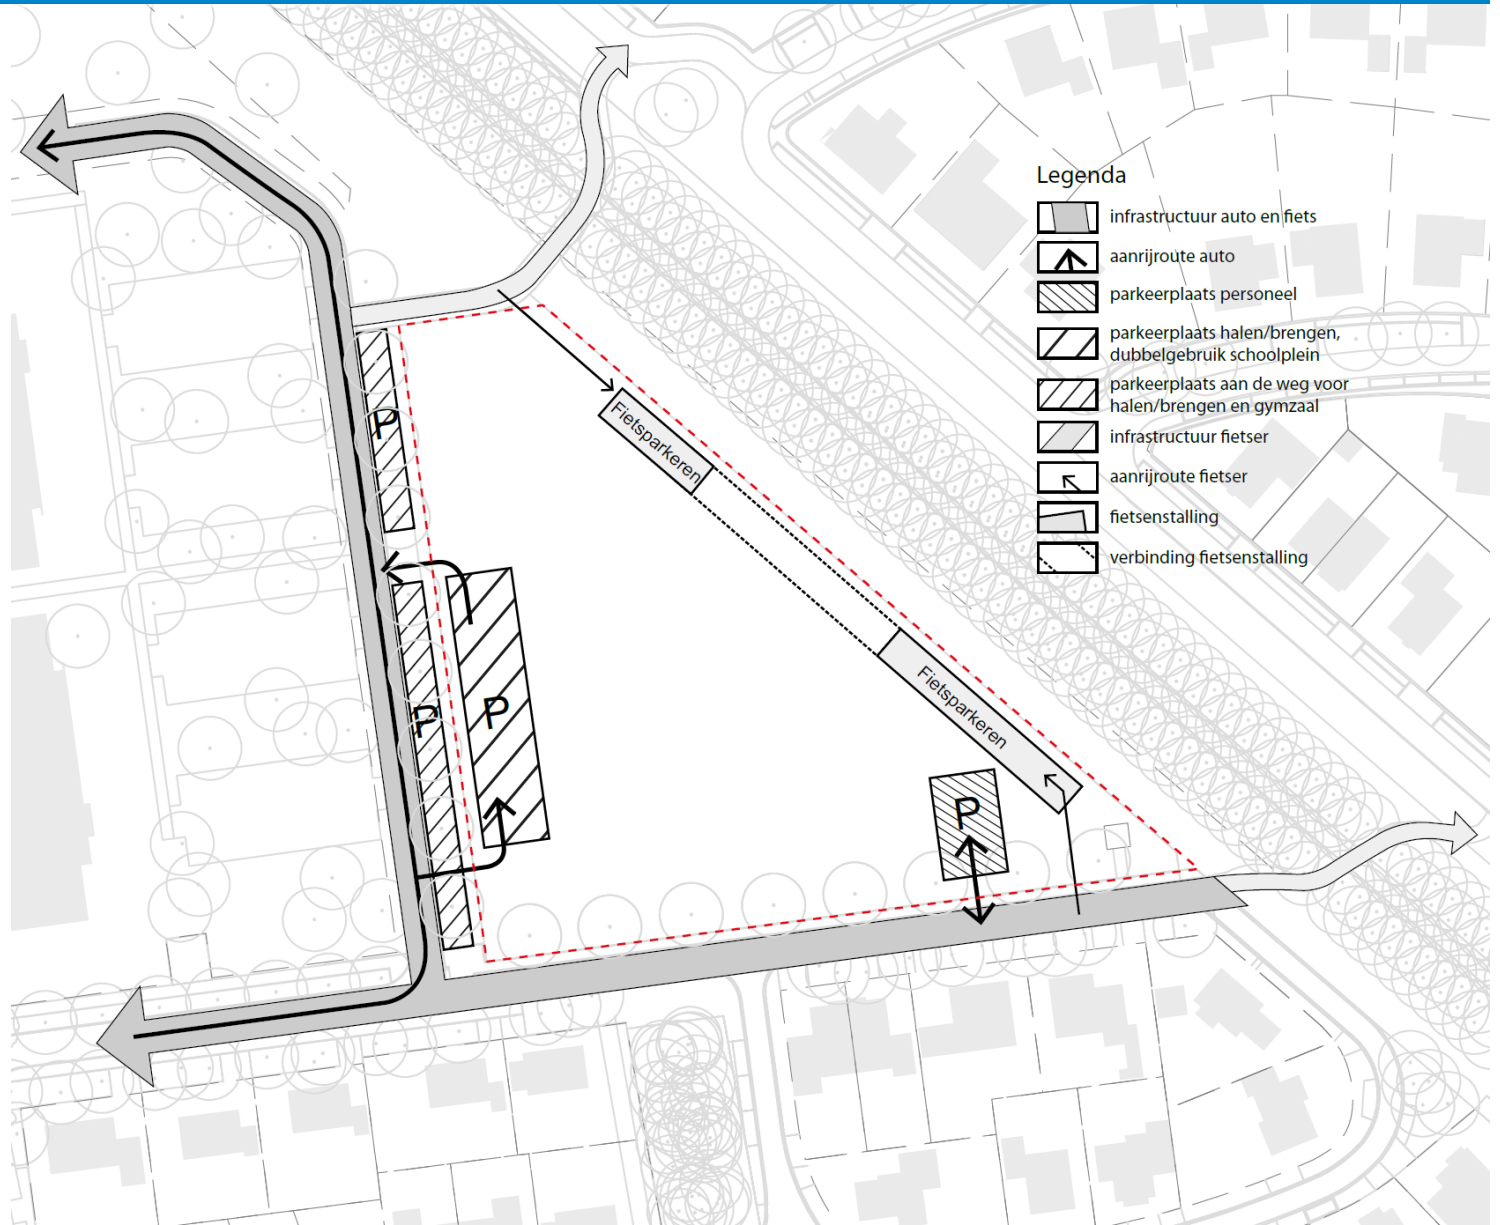 Legenda
infrastructuur auto en fiets
aanrijroute auto
parkeerplaats personeel
parkeerplaats halen/brengen,
dubbelgebruik schoolplein
parkeerplaats aan de weg voor
halen/brengen en gymzaal
infrastructuur fietser
aanrijroute fietser
fietsenstalling
verbinding fietsenstalling
P
Fietsparkeren
P
P
Fietsparkeren
P